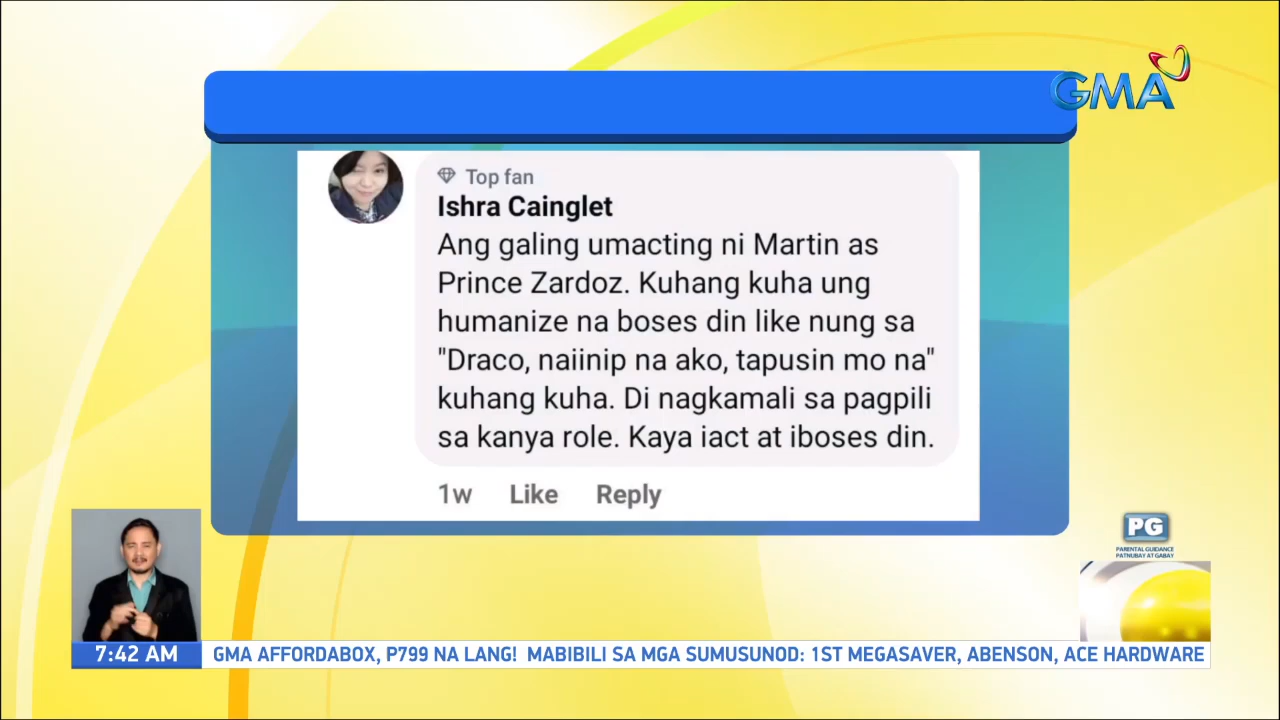 GMA
Top fan
Ishra Cainglet
Ang galing umacting ni Martin as
Prince Zardoz. Kuhang kuha ung
humanize na boses din like nung sa
"Draco, naiinip na ako, tapusin mo na"
kuhang kuha. Di nagkamali sa pagpili
sa kanya role. Kaya iact at iboses din.
1w Like Reply
PG
PARENTAL GUIDANCE
PATNUBAY AT GABAY
7:42 AM GMA AFFORDABOX, P799 NA LANG! MABIBILI SA MGA SUMUSUNOD: 1ST MEGASAVER, ABENSON, ACE HARDWARE